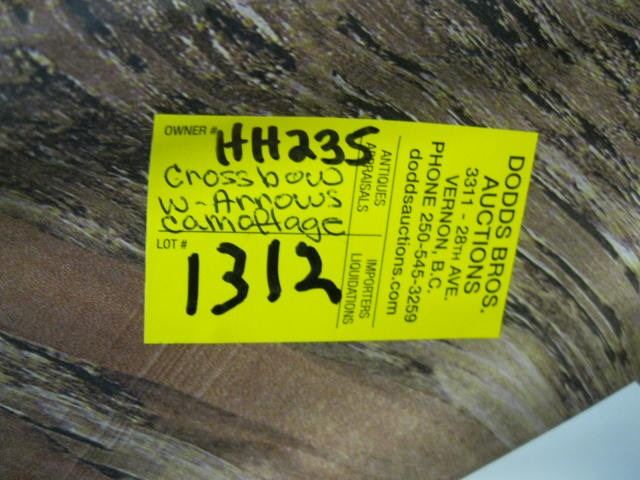 OWNER # HH235
Crossbow
w-Arrows
camoflage
LOT #
1312
ANTIQUES
APPRAISALS
IMPORTERS
LIQUIDATIONS
DODDS BROS.
AUCTIONS
3311 - 28TH AVE.
VERNON, B.C.
PHONE 250-545-3259
doddsauctions.com